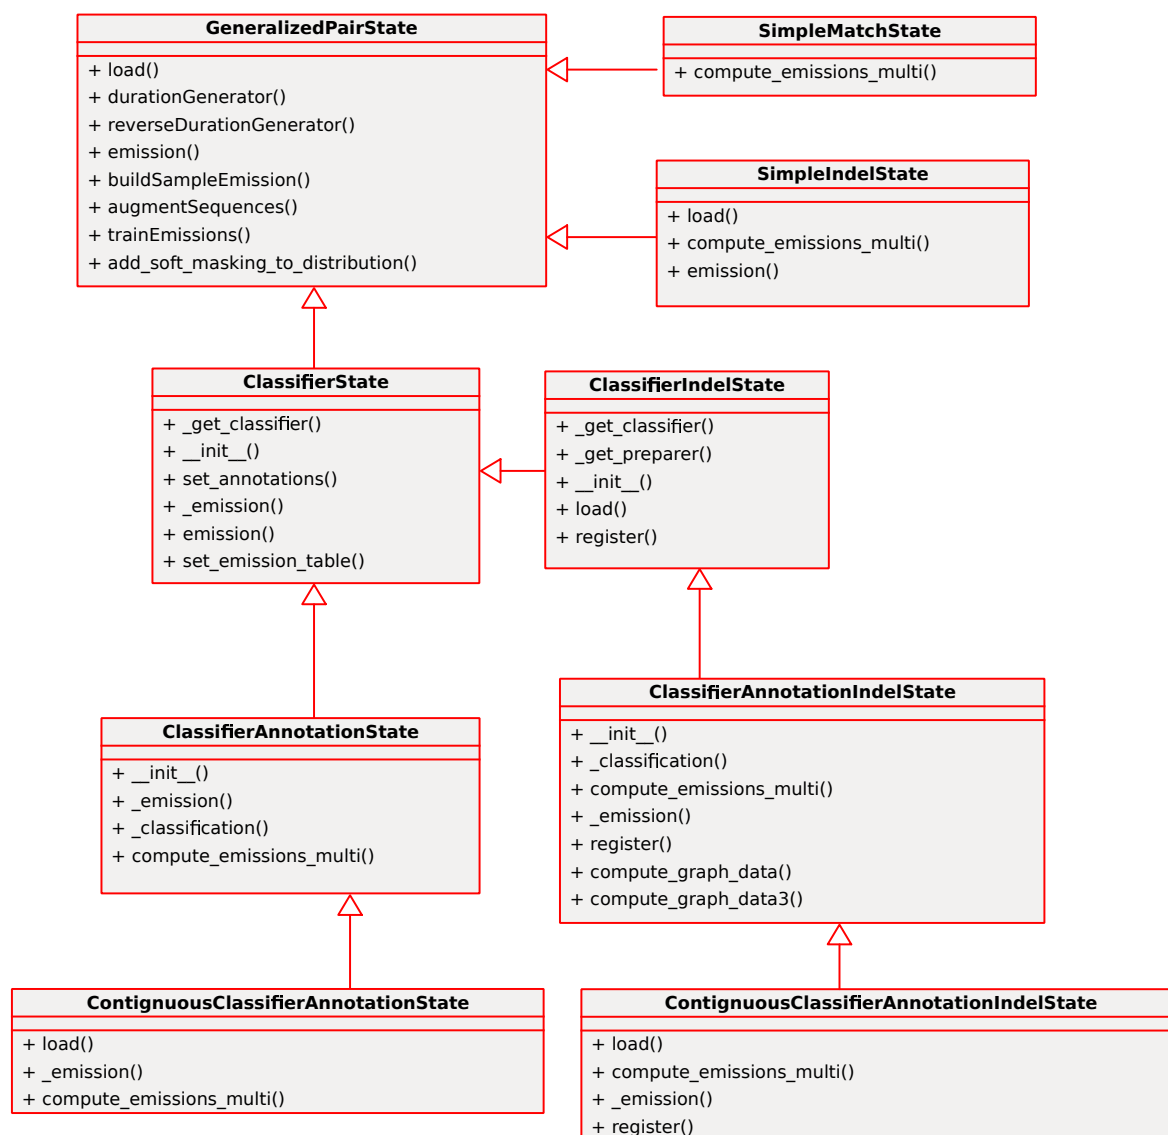 GeneralizedPairState
+ load()
+ durationGenerator()
+ reverseDurationGenerator()
+ emission()
+ buildSampleEmission()
+ augmentSequences()
+ trainEmissions()
+ add_soft_masking_to_distribution()
SimpleMatchState
+ compute_emissions_multi()
SimpleIndelState
+ load()
+ compute_emissions_multi()
+ emission()
ClassifierState
+ _get_classifier()
+ __init__()
+ set_annotations()
+ _emission()
+ emission()
+ set_emission_table()
ClassifierIndelState
+ _get_classifier()
+ _get_preparer()
+ __init__()
+ load()
+ register()
ClassifierAnnotationState
+ __init__()
+ _emission()
+ _classification()
+ compute_emissions_multi()
ClassifierAnnotationIndelState
+ __init__()
+ _classification()
+ compute_emissions_multi()
+ _emission()
+ register()
+ compute_graph_data()
+ compute_graph_data3()
ContignuousClassifierAnnotationState
+ load()
+ _emission()
+ compute_emissions_multi()
ContignuousClassifierAnnotationIndelState
+ load()
+ compute_emissions_multi()
+ _emission()
+ register()